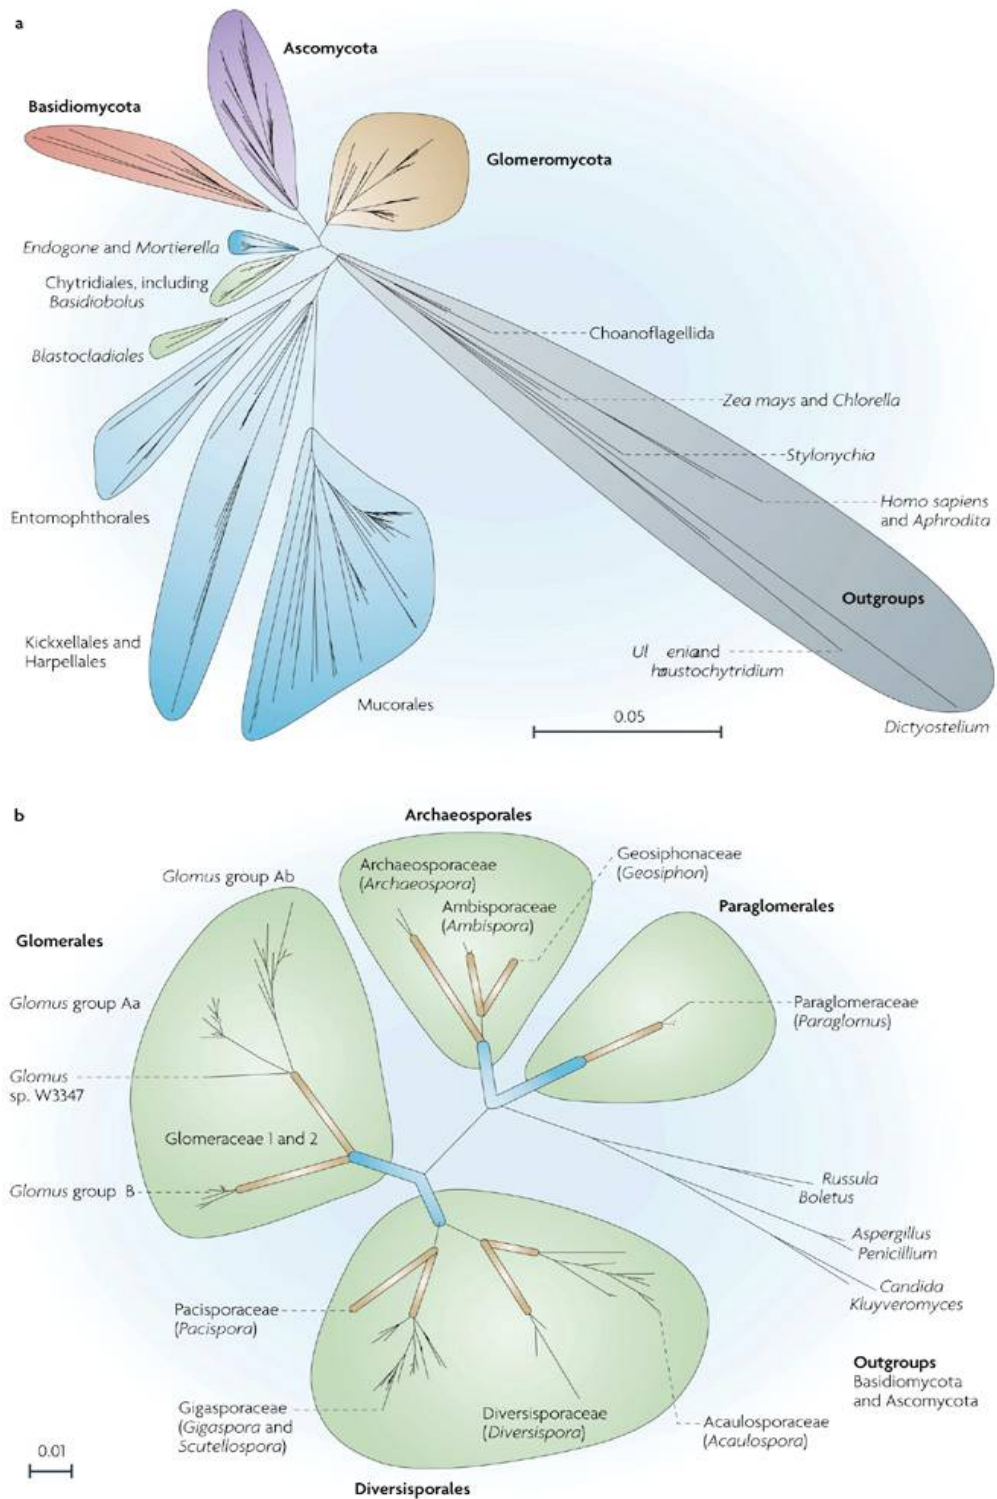 a
Ascomycota
Basidiomycota
Glomeromycota
Endogone and Mortierella
Chytridiales, including
Basidiobolus
Choanoflagellida
Blastocladiales
Zea mays and Chlorella
Stylonychia
Homo sapiens
and Aphrodita
Entomophthorales
Outgroups
Kickxellales and
Harpellales
and
Mucorales
0.05
Dictyostelium
b
Archaeosporales
Archaeosporaceae
(Archaeospora)
Geosiphonaceae
(Geosiphon)
Glomus group Ab
Ambisporaceae
(Ambispora)
Paraglomerales
Glomerales
Glomus group Aa
Paraglomeraceae
(Paraglomus)
Glomus
sp. W3347
Glomeraceae 1 and 2
Glomus group B
Russula
Boletus
Aspergillus
Penicillium
Candida
Kluyveromyces
Pacisporaceae
(Pacispora)
Outgroups
Basidiomycota
and Ascomycota
Gigasporaceae
(Gigaspora and
Scutellospora)
Diversisporaceae
(Diversispora)
Acaulosporaceae
(Acaulospora)
0.01
Diversisporales